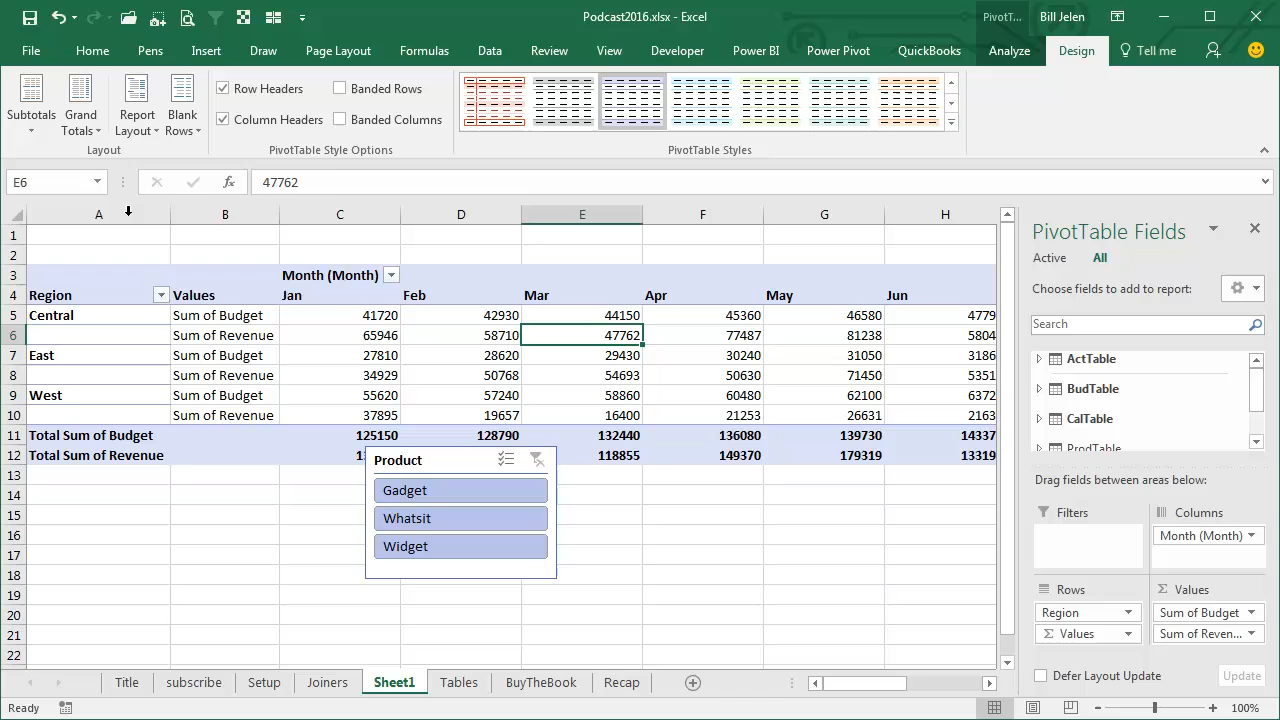 Podcast2016.xlsx - Excel
PivotT...
Bill Jelen
File Home Pens Insert Draw Page Layout Formulas Data Review View Developer Power BI Power Pivot QuickBooks Analyze Design Tell me
Subtotals
Grand Totals
Report Layout
Blank Rows
Layout
Row Headers
Banded Rows
Column Headers
Banded Columns
PivotTable Style Options
PivotTable Styles
E6
fx
47762
A B C D E F G H
1
2
3 Month (Month)
4 Region Values Jan Feb Mar Apr May Jun
5 Central Sum of Budget 41720 42930 44150 45360 46580 4779
6 Sum of Revenue 65946 58710 47762 77487 81238 5804
7 East Sum of Budget 27810 28620 29430 30240 31050 3186
8 Sum of Revenue 34929 50768 54693 50630 71450 5351
9 West Sum of Budget 55620 57240 58860 60480 62100 6372
10 Sum of Revenue 37895 19657 16400 21253 26631 2163
11 Total Sum of Budget 125150 128790 132440 136080 139730 14337
12 Total Sum of Revenue 118855 149370 179319 13319
13
14
15
16
17
18
19
20
21
22
Product
Gadget
Whatsit
Widget
PivotTable Fields
Active All
Choose fields to add to report:
Search
ActTable
BudTable
CalTable
ProdTable
Drag fields between areas below:
Filters
Columns
Month (Month)
Rows
Region
Σ Values
Σ Values
Sum of Budget
Sum of Reven...
Defer Layout Update
Update
Title subscribe Setup Joiners Sheet1 Tables BuyTheBook Recap
Ready
100%